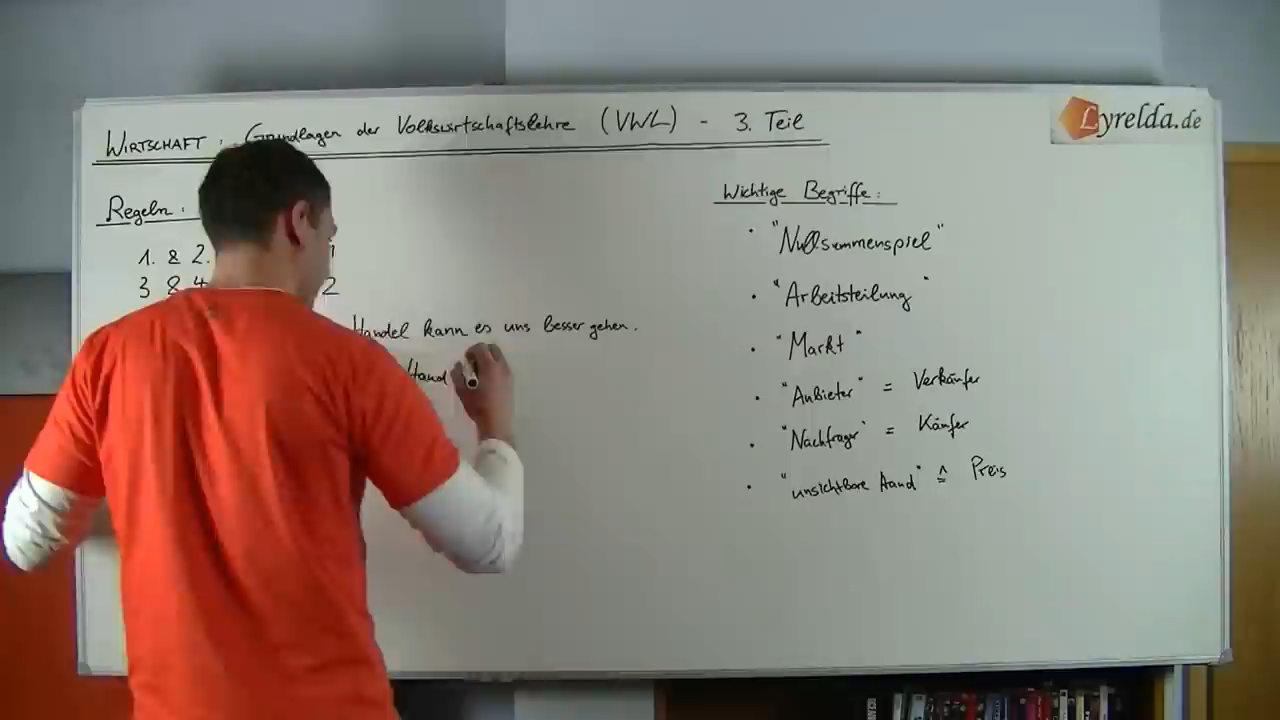 WIRTSCHAFT : Grundlagen der Volkswirtschaftslehre (VWL) - 3. Teil
Lyrelda.de
Regeln :
1. & 2.
3 & 4 2
Handel kann es uns besser gehen.
Hand
Wichtige Begriffe :
• "Nullsummenspiel"
• "Arbeitsteilung"
• "Markt"
• "Anbieter" = Verkäufer
• "Nachfrager" = Käufer
• "unsichtbare Hand" ≙ Preis